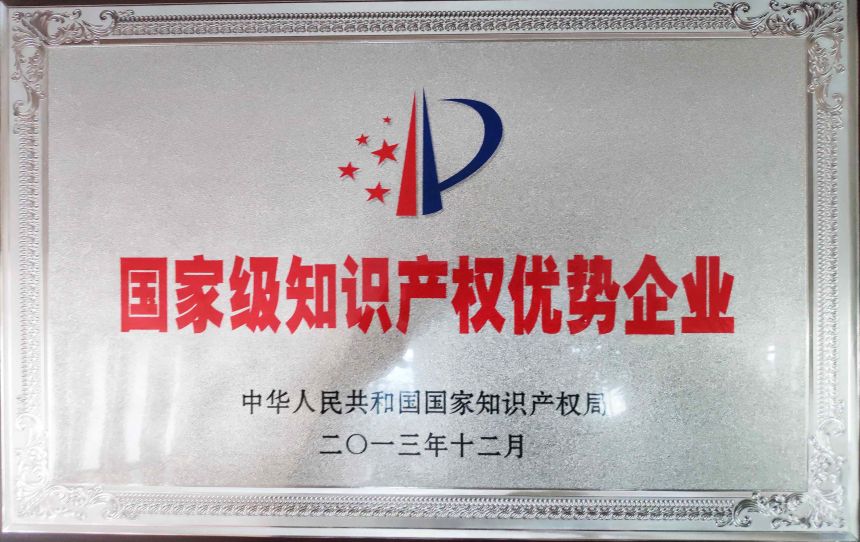 国家级知识产权优势企业
中华人民共和国国家知识产权局
二〇一三年十二月